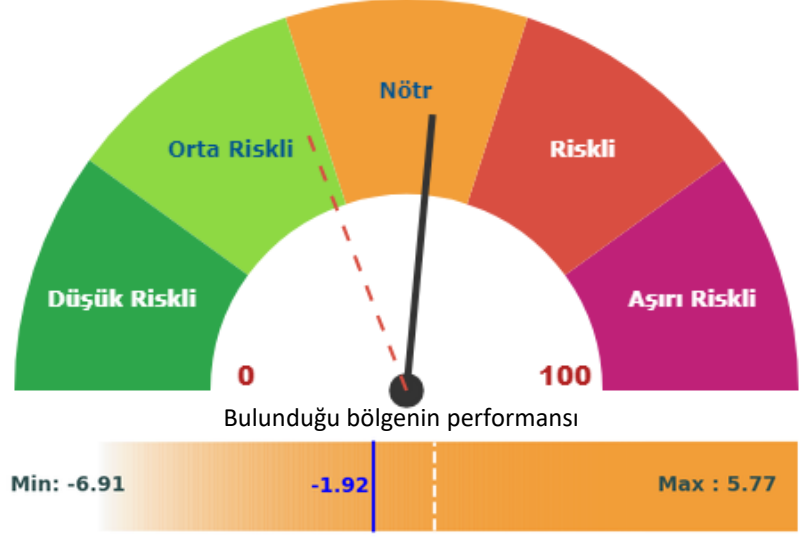 Nötr
Orta Riskli
Riskli
Düşük Riskli
Aşırı Riskli
0
100
Bulunduğu bölgenin performansı
Min: -6.91
-1.92
Max : 5.77